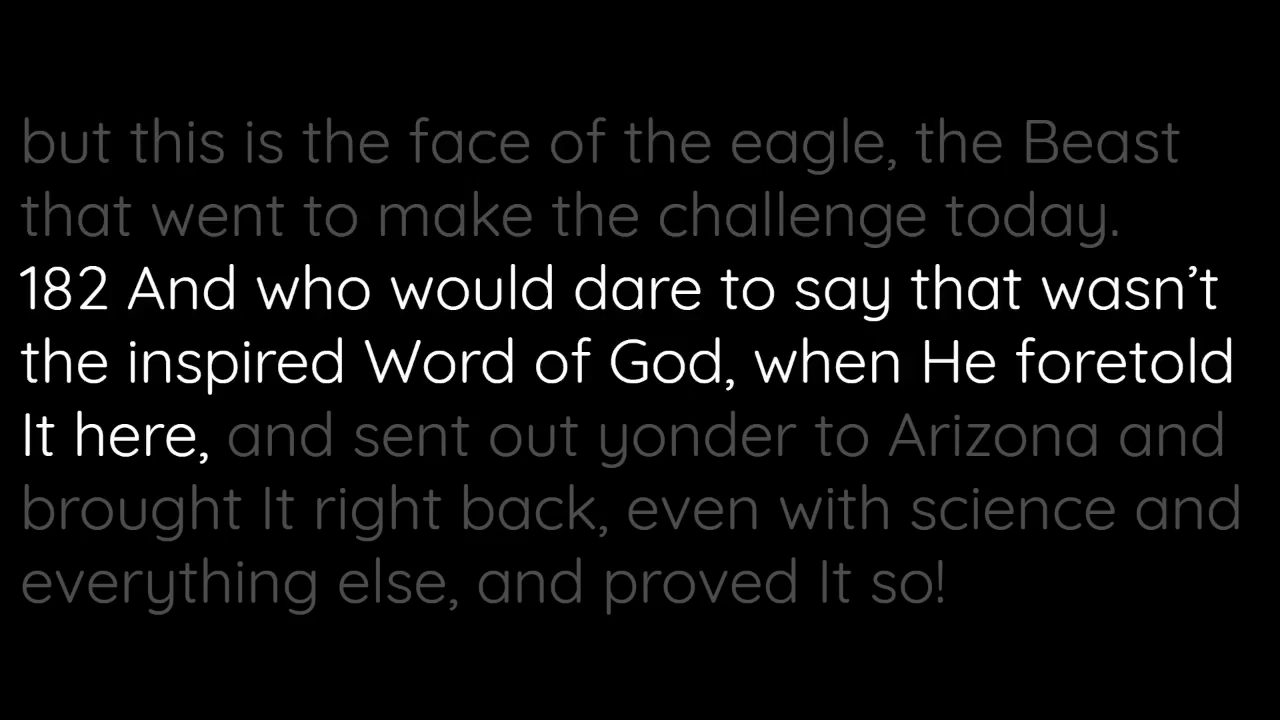 but this is the face of the eagle, the Beast
that went to make the challenge today.
182 And who would dare to say that wasn’t
the inspired Word of God, when He foretold
It here, and sent out yonder to Arizona and
brought It right back, even with science and
everything else, and proved It so!